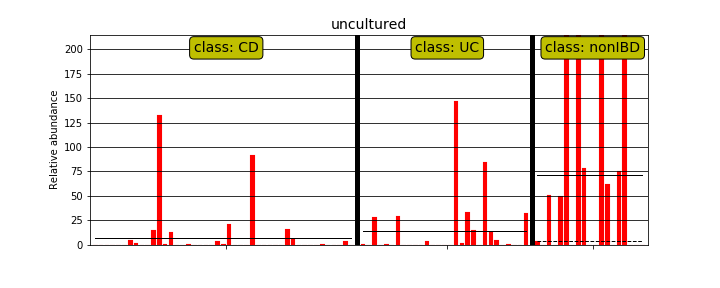 uncultured
class: CD
class: UC
class: nonIBD
Relative abundance
200
175
150
125
100
75
50
25
0